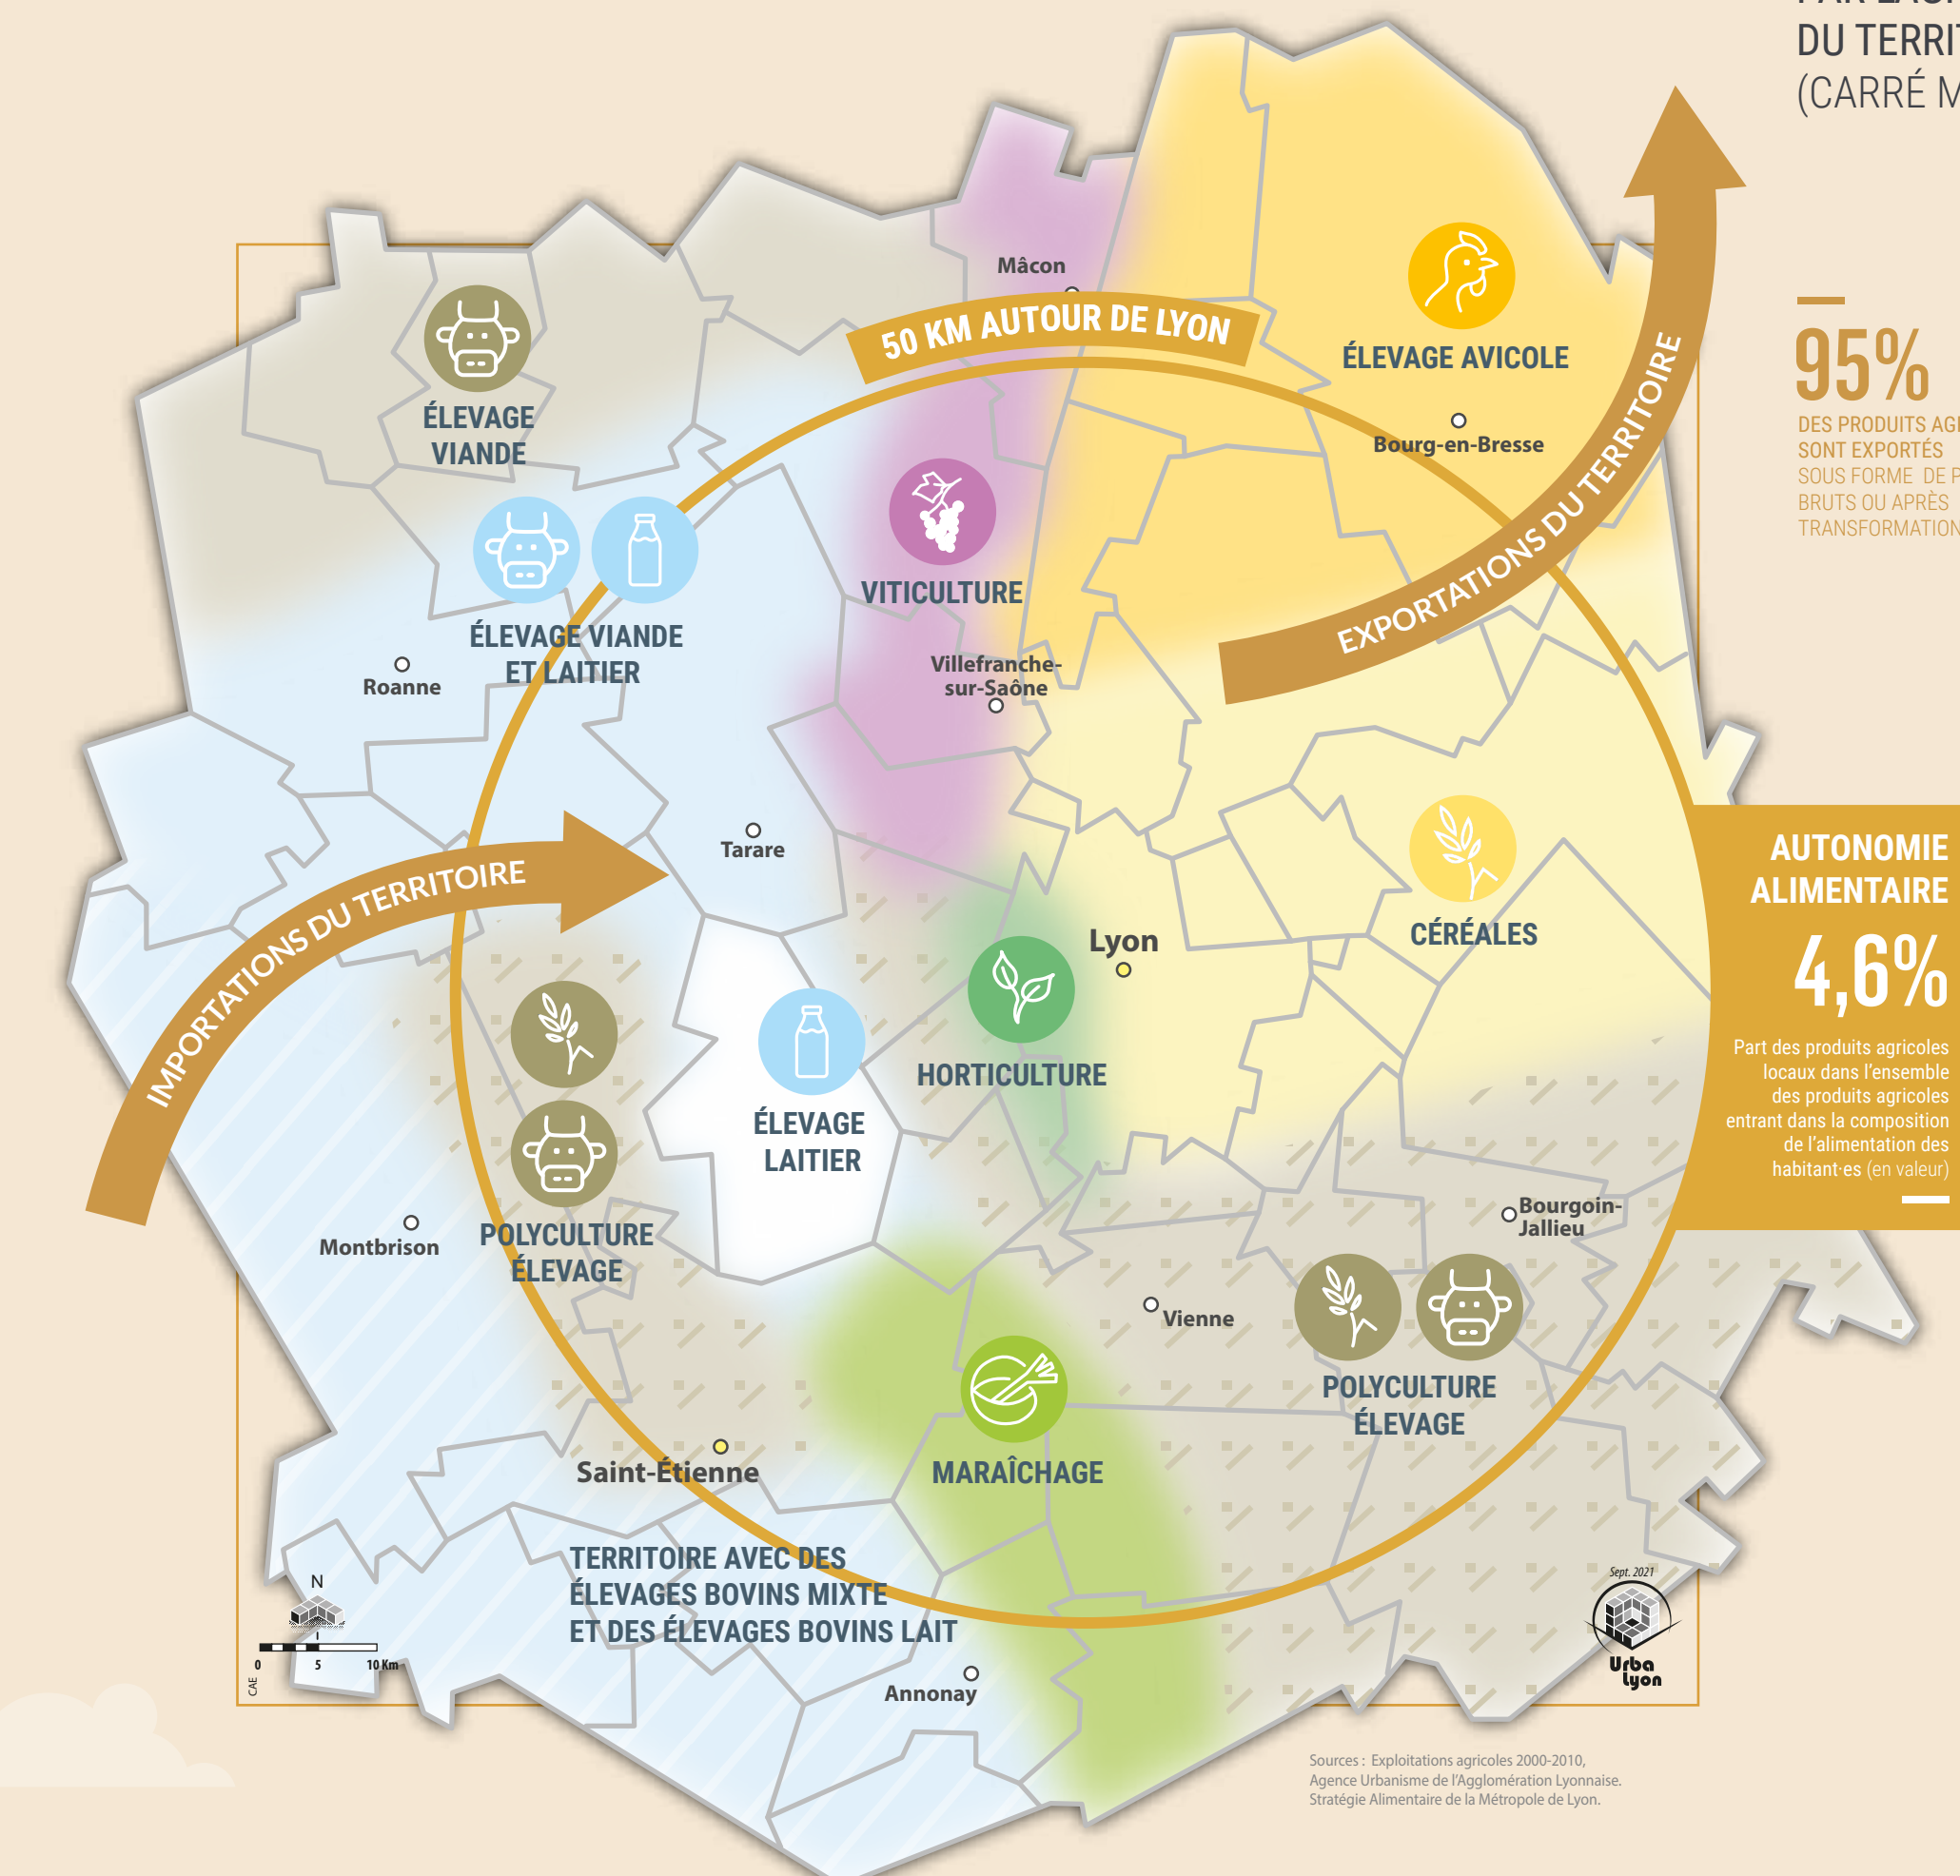 DU TERRIT
(CARRÉ M
Mâcon
50 KM AUTOUR DE LYON
ÉLEVAGE AVICOLE
Bourg-en-Bresse
EXPORTATIONS DU TERRITOIRE
95%
DES PRODUITS AGR
SONT EXPORTÉS
SOUS FORME DE P
BRUTS OU APRÈS
TRANSFORMATION
ÉLEVAGE
VIANDE
ÉLEVAGE VIANDE
ET LAITIER
VITICULTURE
Roanne
Villefranche-
sur-Saône
Tarare
IMPORTATIONS DU TERRITOIRE
Lyon
CÉRÉALES
AUTONOMIE
ALIMENTAIRE
4,6%
Part des produits agricoles
locaux dans l'ensemble
des produits agricoles
entrant dans la composition
de l'alimentation des
habitant·es (en valeur)
HORTICULTURE
ÉLEVAGE
LAITIER
Montbrison
POLYCULTURE
ÉLEVAGE
Bourgoin-
Jallieu
Vienne
POLYCULTURE
ÉLEVAGE
Saint-Étienne
MARAÎCHAGE
TERRITOIRE AVEC DES
ÉLEVAGES BOVINS MIXTE
ET DES ÉLEVAGES BOVINS LAIT
Annonay
N
0 5 10 Km
CAE
Sept. 2021
Urba
Lyon
Sources : Exploitations agricoles 2000-2010,
Agence Urbanisme de l'Agglomération Lyonnaise.
Stratégie Alimentaire de la Métropole de Lyon.